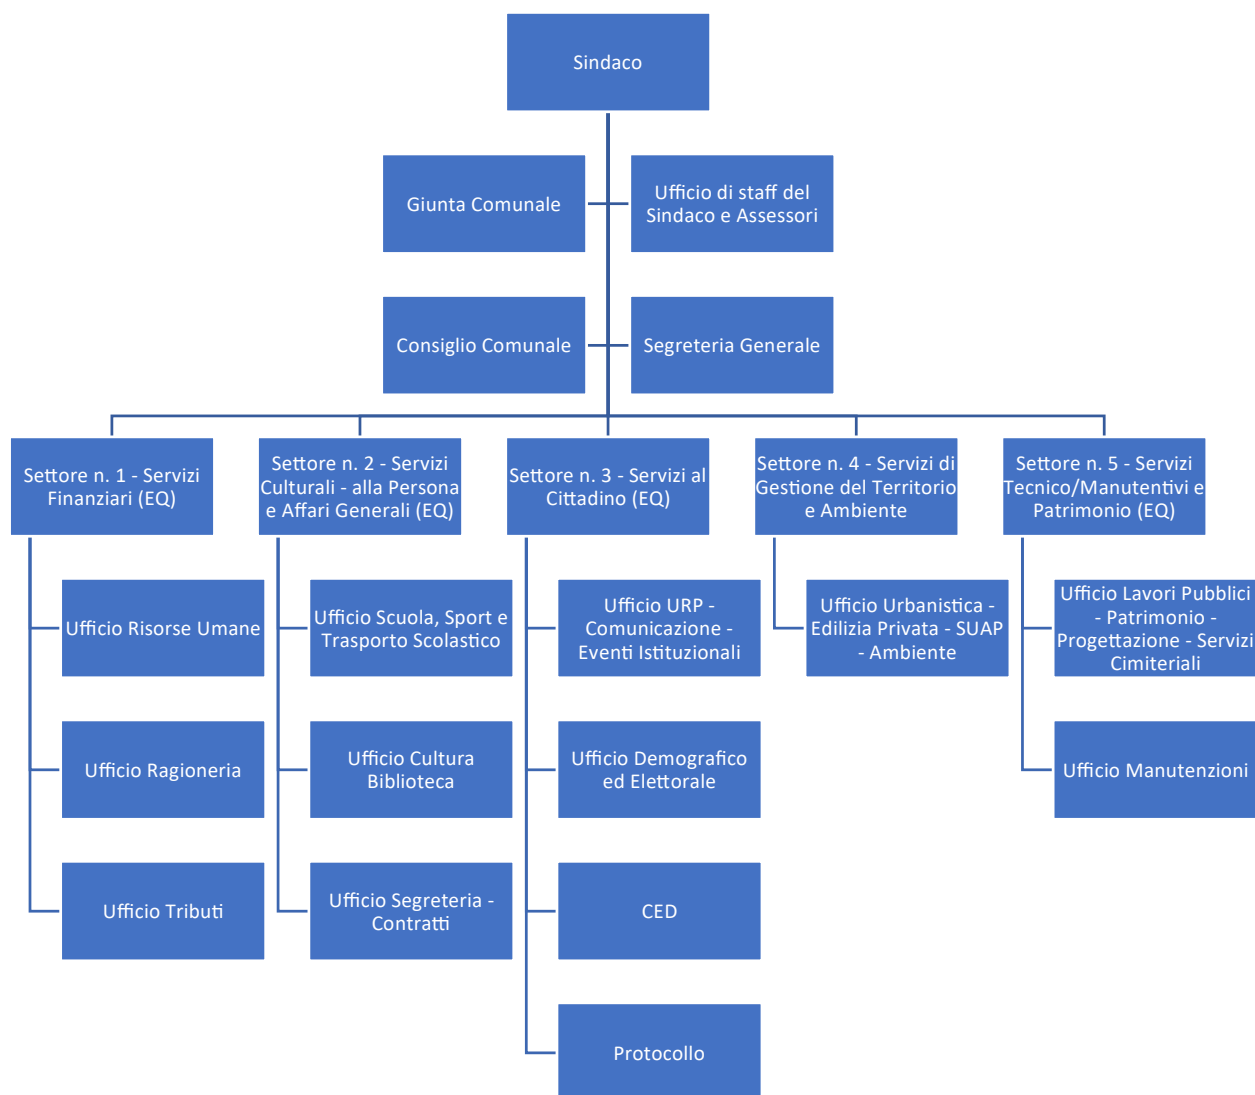 Sindaco
Giunta Comunale
Ufficio di staff del
Sindaco e Assessori
Consiglio Comunale
Segreteria Generale
Settore n. 1 - Servizi
Finanziari (EQ)
Settore n. 2 - Servizi
Culturali - alla Persona
e Affari Generali (EQ)
Settore n. 3 - Servizi al
Cittadino (EQ)
Settore n. 4 - Servizi di
Gestione del Territorio
e Ambiente
Settore n. 5 - Servizi
Tecnico/Manutentivi e
Patrimonio (EQ)
Ufficio Risorse Umane
Ufficio Scuola, Sport e
Trasporto Scolastico
Ufficio URP -
Comunicazione -
Eventi Istituzionali
Ufficio Urbanistica -
Edilizia Privata - SUAP
- Ambiente
Ufficio Lavori Pubblici
- Patrimonio -
Progettazione - Servizi
Cimiteriali
Ufficio Ragioneria
Ufficio Cultura
Biblioteca
Ufficio Demografico
ed Elettorale
Ufficio Manutenzioni
Ufficio Tributi
Ufficio Segreteria -
Contratti
CED
Protocollo